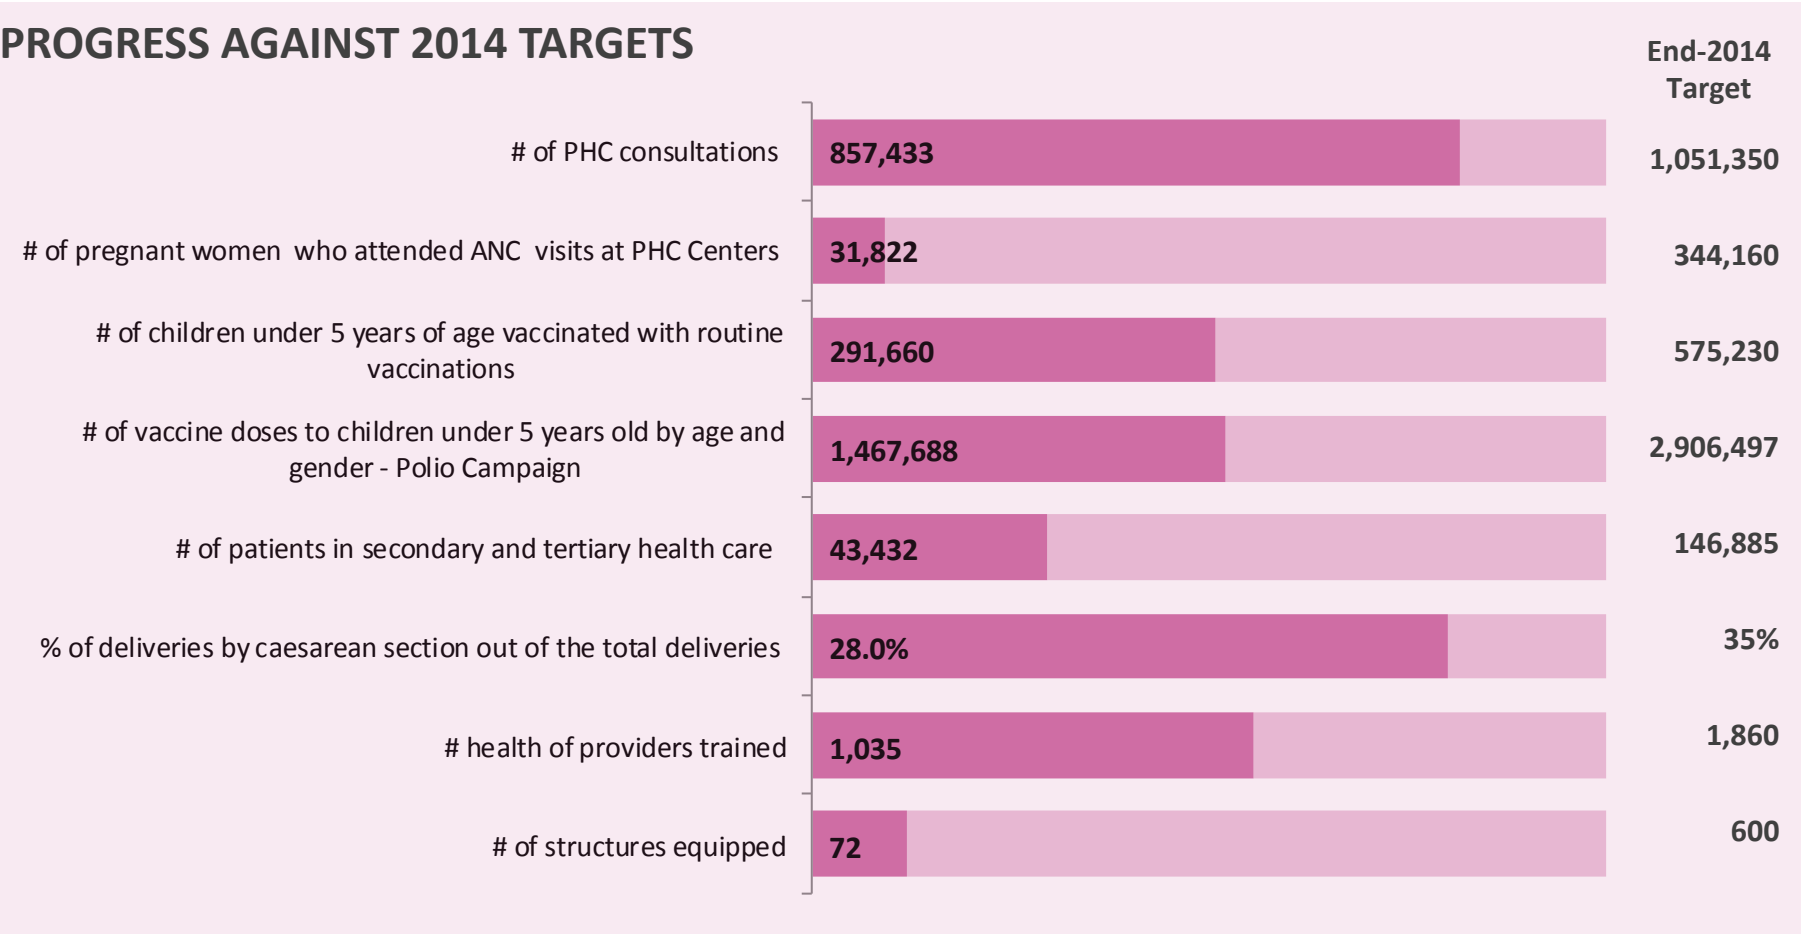 PROGRESS AGAINST 2014 TARGETS
End-2014
Target
# of PHC consultations
857,433
1,051,350
# of pregnant women who attended ANC visits at PHC Centers
31,822
344,160
# of children under 5 years of age vaccinated with routine
vaccinations
291,660
575,230
# of vaccine doses to children under 5 years old by age and
gender - Polio Campaign
1,467,688
2,906,497
# of patients in secondary and tertiary health care
43,432
146,885
% of deliveries by caesarean section out of the total deliveries
28.0%
35%
# health of providers trained
1,035
1,860
# of structures equipped
72
600